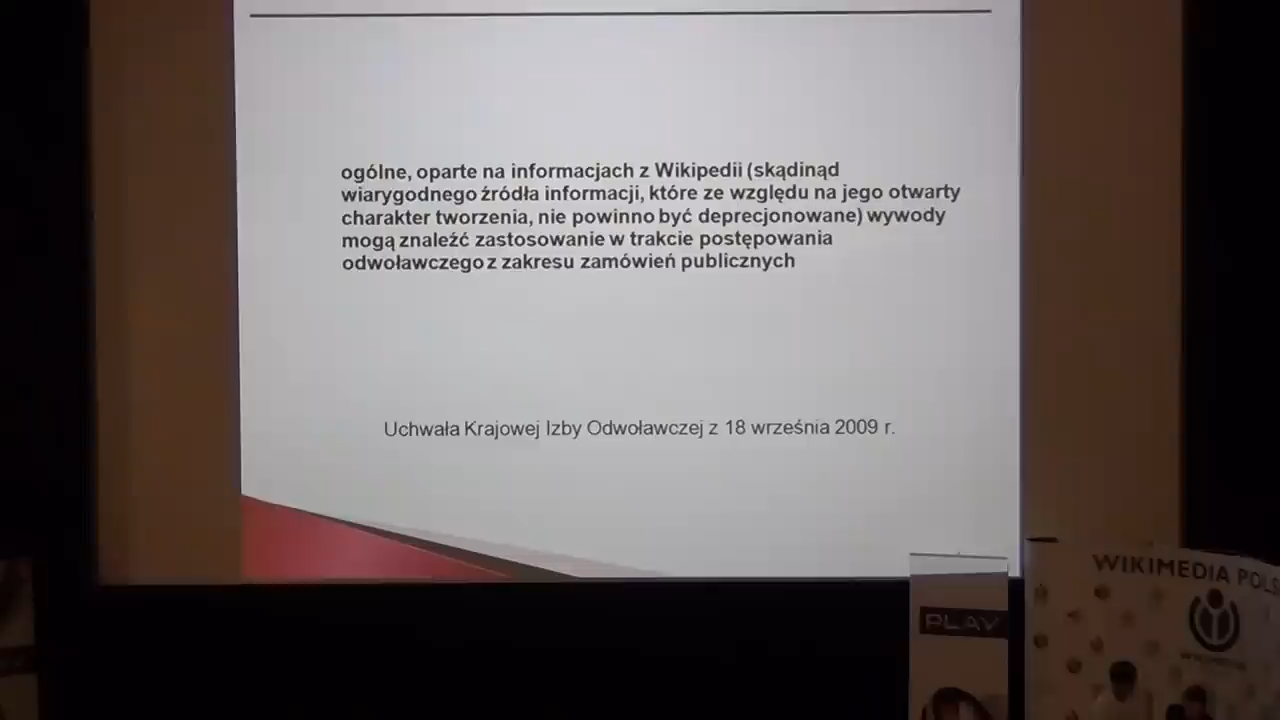 ogólne, oparte na informacjach z Wikipedii (skądinąd
wiarygodnego źródła informacji, które ze względu na jego otwarty
charakter tworzenia, nie powinno być deprecjonowane) wywody
mogą znaleźć zastosowanie w trakcie postępowania
odwoławczego z zakresu zamówień publicznych
Uchwała Krajowej Izby Odwoławczej z 18 września 2009 r.
WIKIMEDIA POLS
PLAY